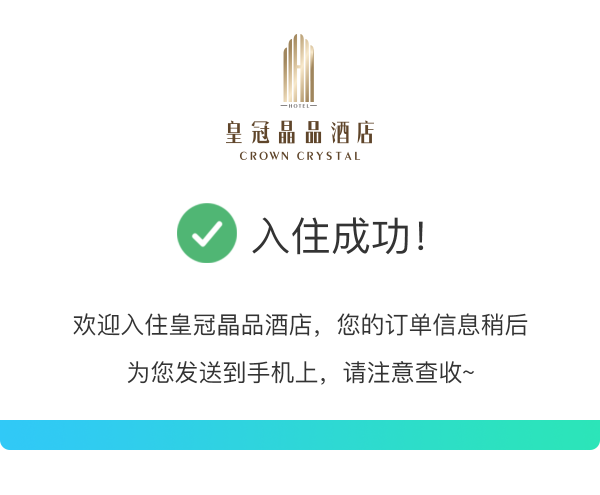 HOTEL
皇冠晶品酒店
CROWN CRYSTAL
入住成功！
欢迎入住皇冠晶品酒店，您的订单信息稍后
为您发送到手机上，请注意查收~